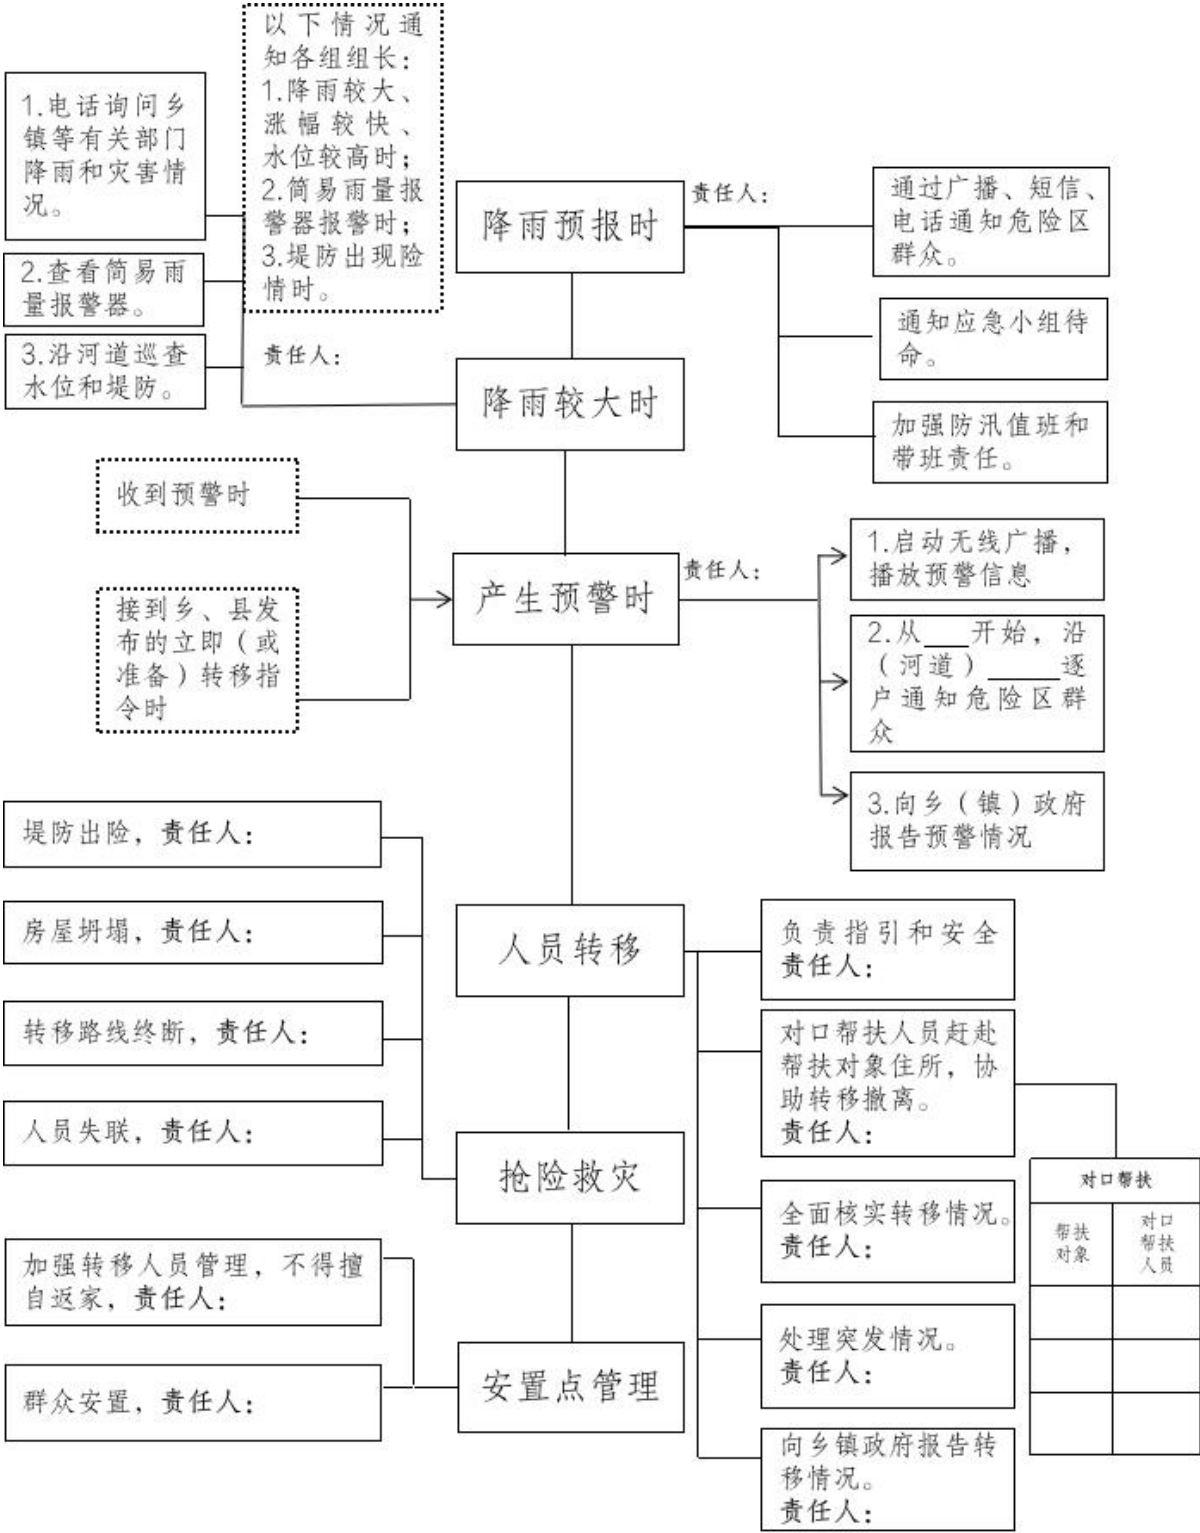 以下情况通
知各组组长：
1.降雨较大、
涨幅较快、
水位较高时；
2.简易雨量报
警器报警时；
3.堤防出现险
情时。
1.电话询问乡
镇等有关部门
降雨和灾害情
况。
2.查看简易雨
量报警器。
3.沿河道巡查
水位和堤防。
责任人：
降雨预报时
责任人：
通过广播、短信、
电话通知危险区
群众。
通知应急小组待
命。
加强防汛值班和
带班责任。
降雨较大时
收到预警时
接到乡、县发
布的立即（或
准备）转移指
令时
产生预警时
责任人：
1.启动无线广播，
播放预警信息
2.从___开始，沿
（河道）_____逐
户通知危险区群
众
3.向乡（镇）政府
报告预警情况
堤防出险，责任人：
房屋坍塌，责任人：
转移路线终断，责任人：
人员失联，责任人：
人员转移
负责指引和安全
责任人：
对口帮扶人员赶赴
帮扶对象住所，协
助转移撤离。
责任人：
全面核实转移情况。
责任人：
处理突发情况。
责任人：
向乡镇政府报告转
移情况。
责任人：
对口帮扶
帮扶
对象
对口
帮扶
人员
抢险救灾
加强转移人员管理，不得擅
自返家，责任人：
群众安置，责任人：
安置点管理